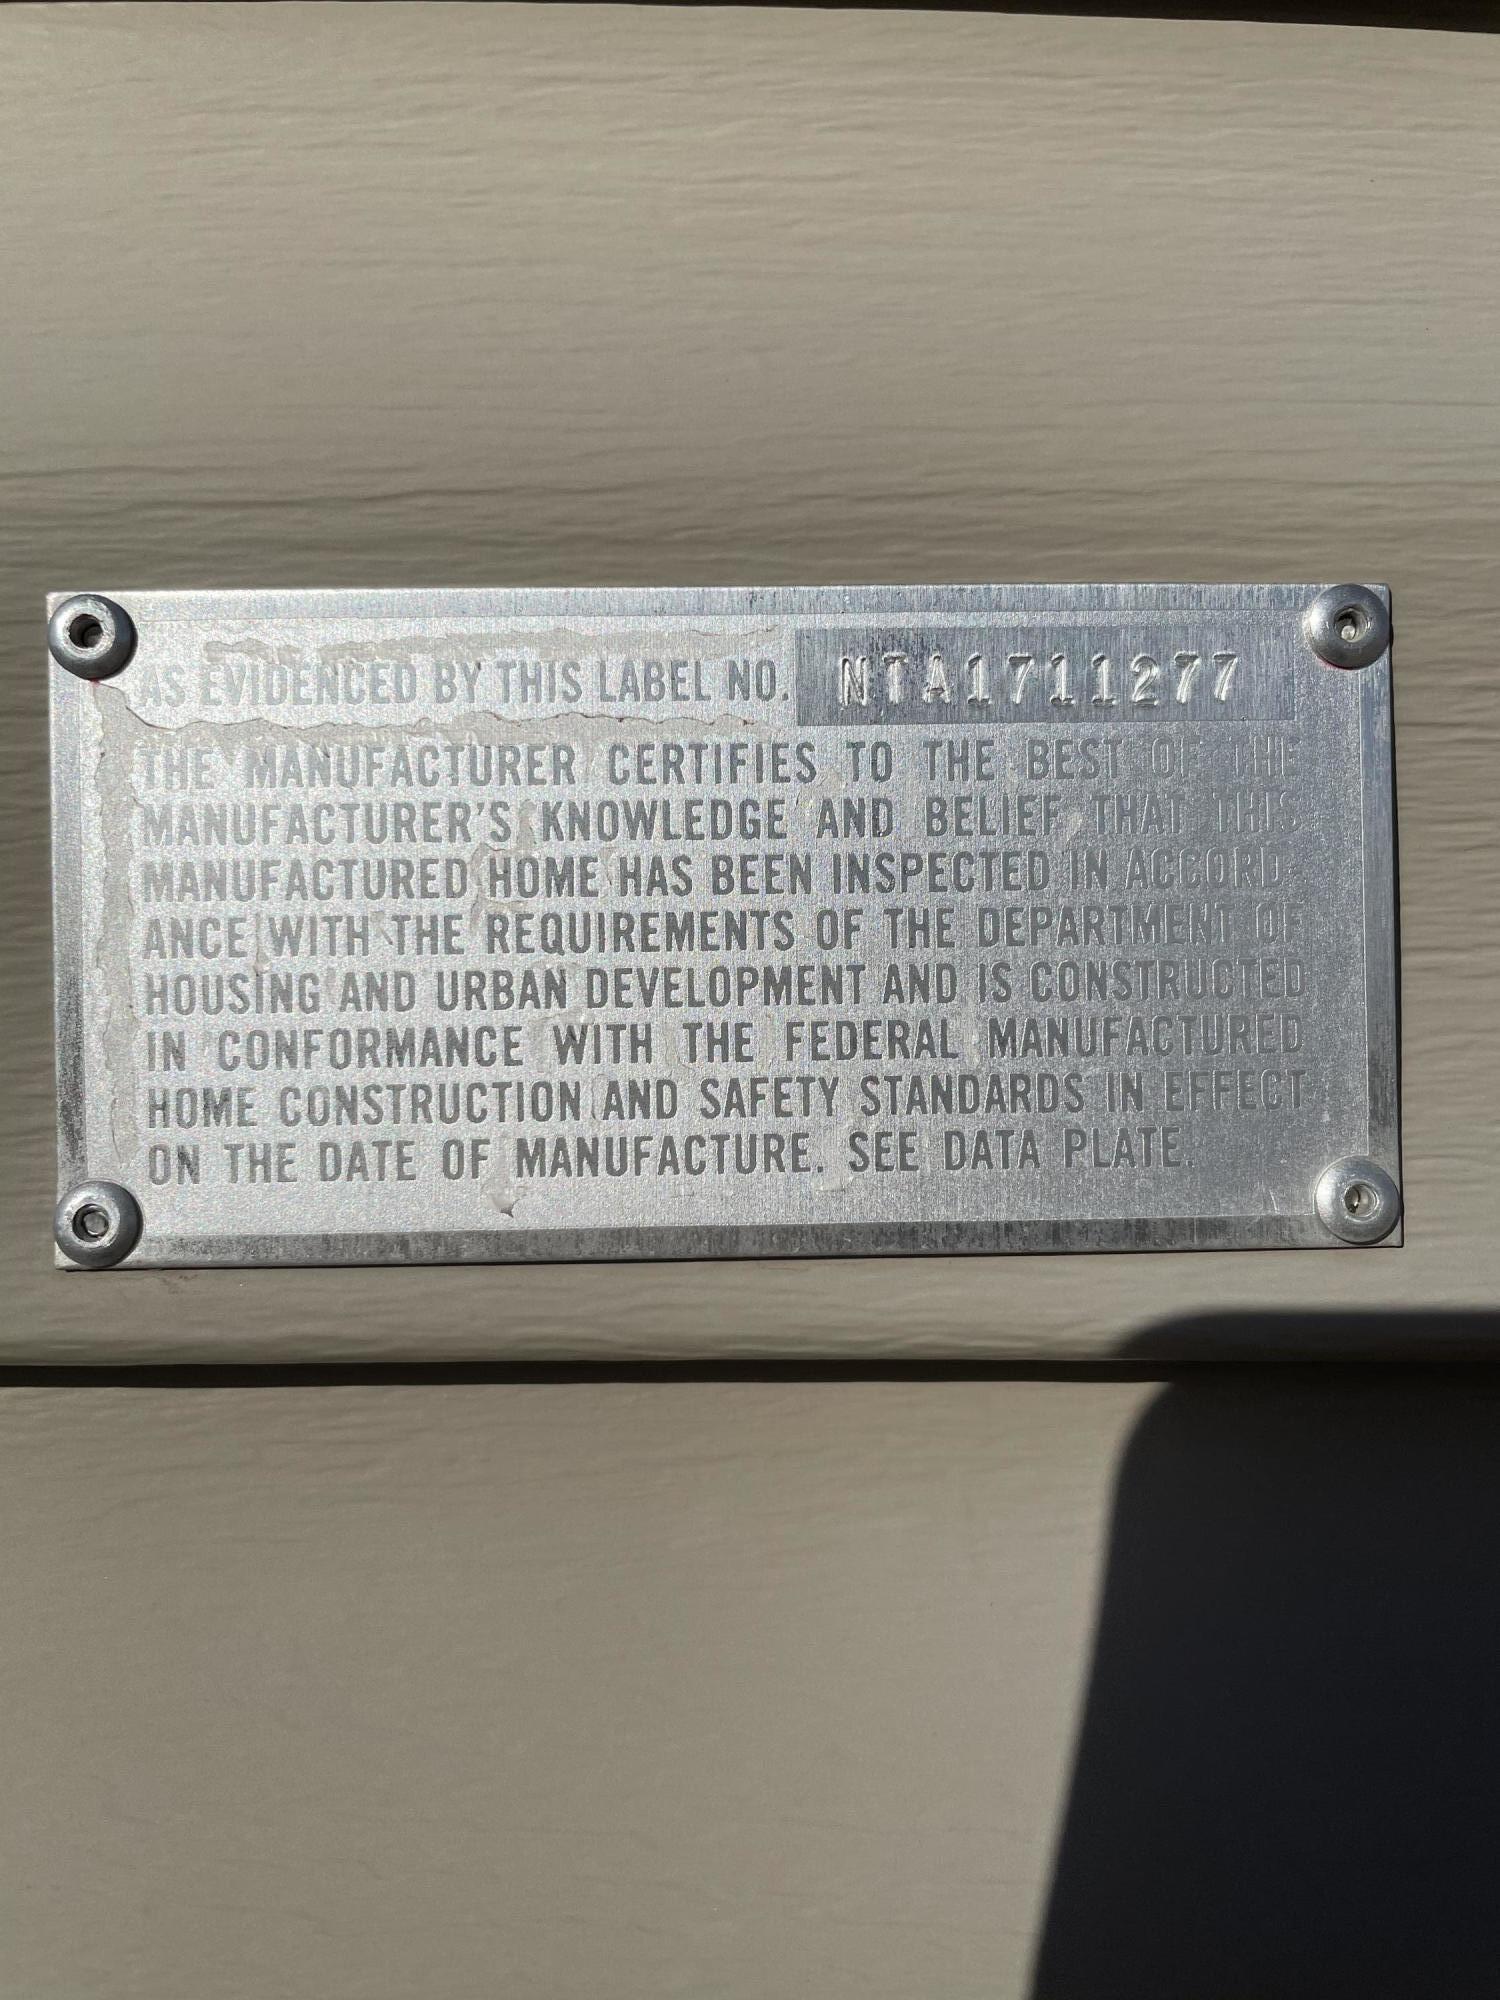 AS EVIDENCED BY THIS LABEL NO. NTA1711277
THE MANUFACTURER CERTIFIES TO THE BEST OF THE
MANUFACTURER'S KNOWLEDGE AND BELIEF THAT THIS
MANUFACTURED HOME HAS BEEN INSPECTED IN ACCORD-
ANCE WITH THE REQUIREMENTS OF THE DEPARTMENT OF
HOUSING AND URBAN DEVELOPMENT AND IS CONSTRUCTED
IN CONFORMANCE WITH THE FEDERAL MANUFACTURED
HOME CONSTRUCTION AND SAFETY STANDARDS IN EFFECT
ON THE DATE OF MANUFACTURE. SEE DATA PLATE.